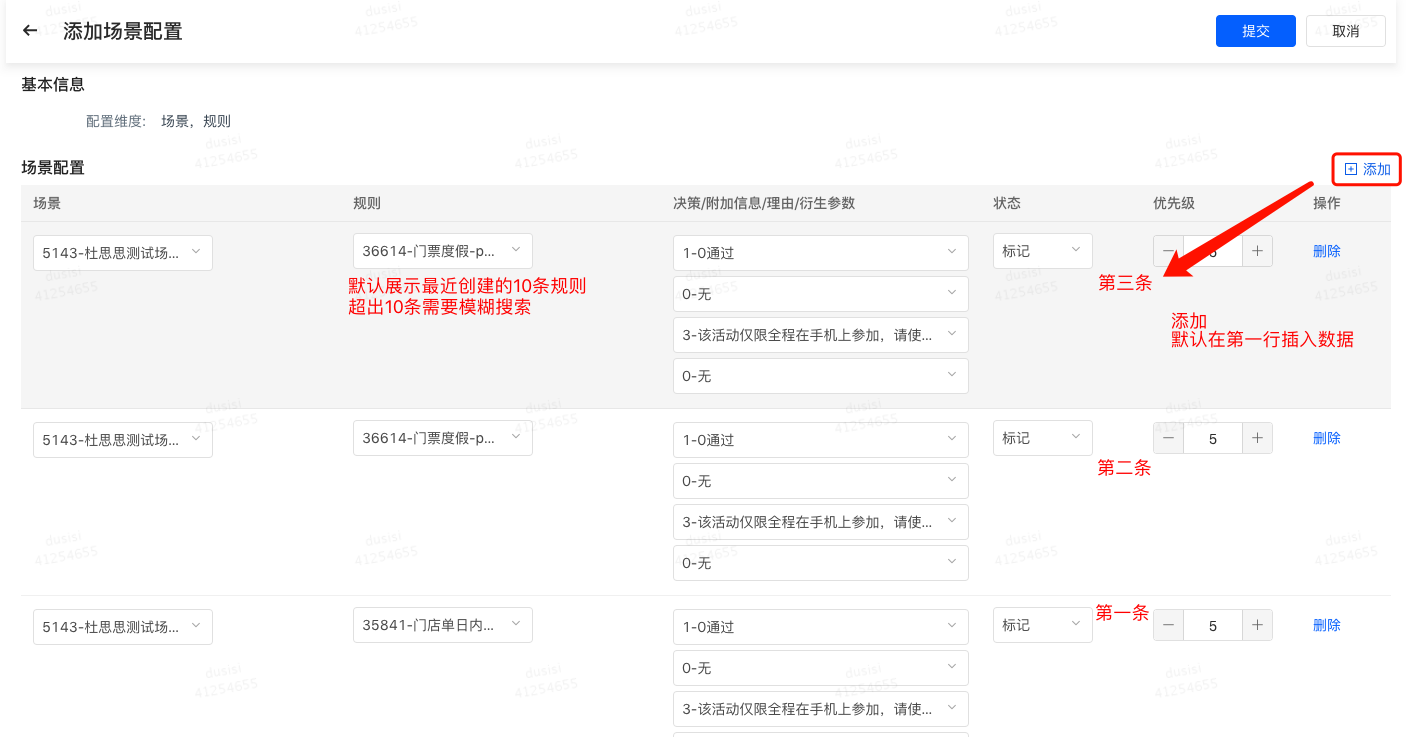 添加场景配置
提交
取消
基本信息
配置维度: 场景，规则
场景配置
添加
场景
规则
决策/附加信息/理由/衍生参数
状态
优先级
操作
5143-杜思思测试场...
36614-门票度假-p...
默认展示最近创建的10条规则
超出10条需要模糊搜索
1-0通过
0-无
3-该活动仅限全程在手机上参加，请使...
0-无
标记
第三条
删除
添加
默认在第一行插入数据
5143-杜思思测试场...
36614-门票度假-p...
1-0通过
0-无
3-该活动仅限全程在手机上参加，请使...
0-无
标记
第二条
5
删除
5143-杜思思测试场...
35841-门店单日内...
1-0通过
0-无
3-该活动仅限全程在手机上参加，请使...
标记
第一条
5
删除
dusisi
41254655